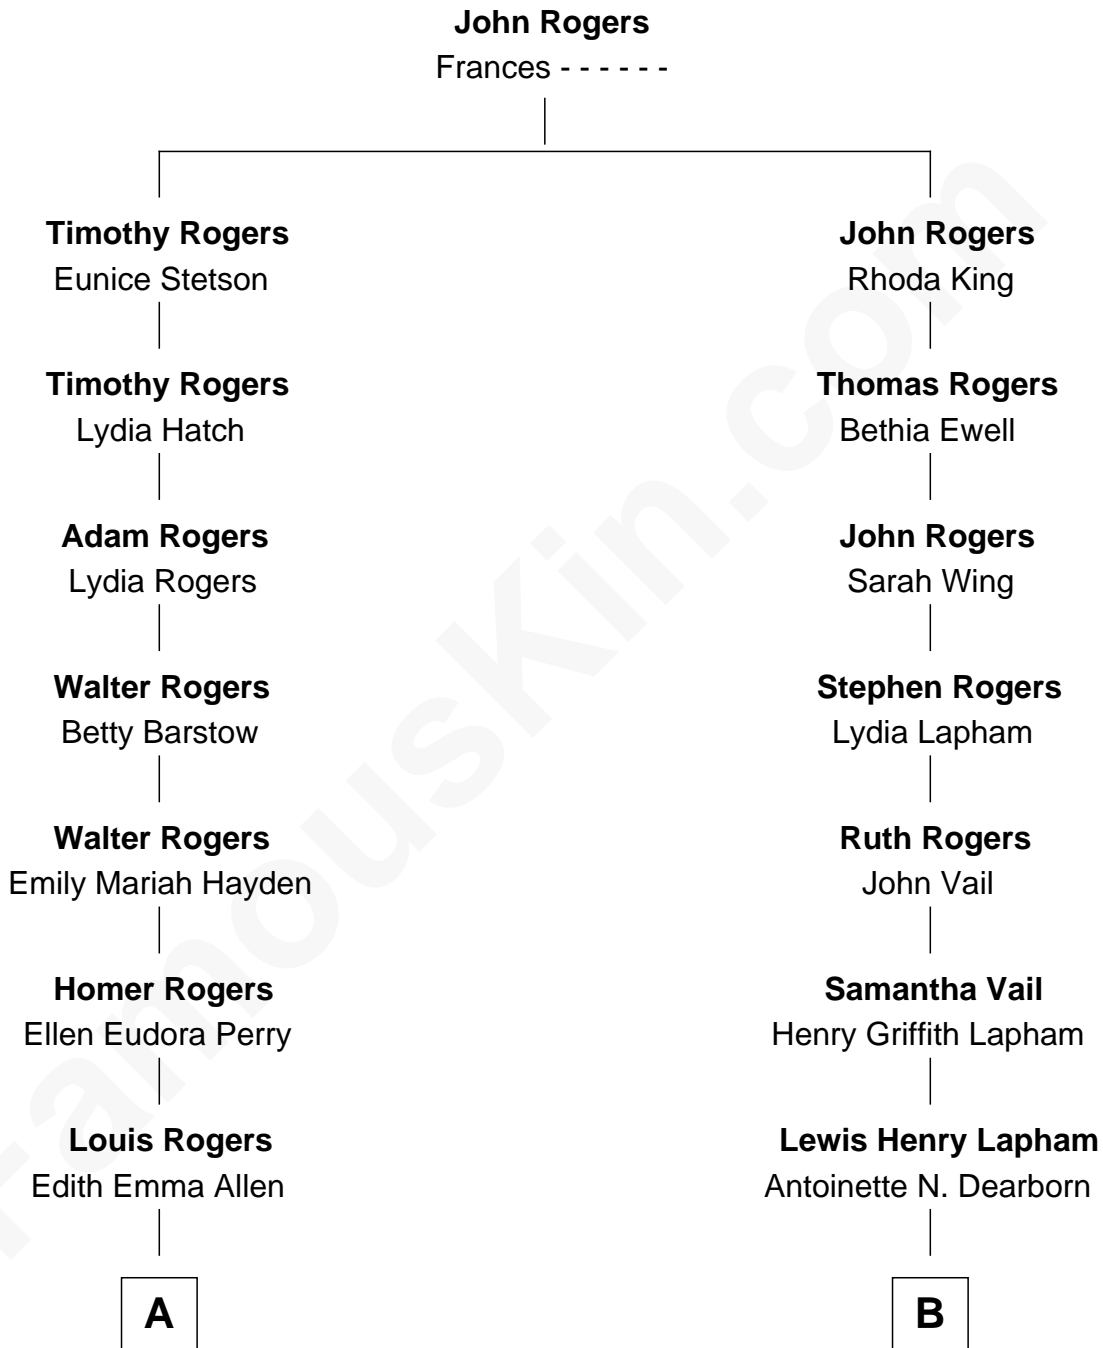 John Rogers
Frances - - - - - -
Timothy Rogers
Eunice Stetson
John Rogers
Rhoda King
Timothy Rogers
Lydia Hatch
Thomas Rogers
Bethia Ewell
Adam Rogers
Lydia Rogers
John Rogers
Sarah Wing
Walter Rogers
Betty Barstow
Stephen Rogers
Lydia Lapham
Walter Rogers
Emily Mariah Hayden
Ruth Rogers
John Vail
Homer Rogers
Ellen Eudora Perry
Samantha Vail
Henry Griffith Lapham
Louis Rogers
Edith Emma Allen
Lewis Henry Lapham
Antoinette N. Dearborn
A
B
FamousKin.com